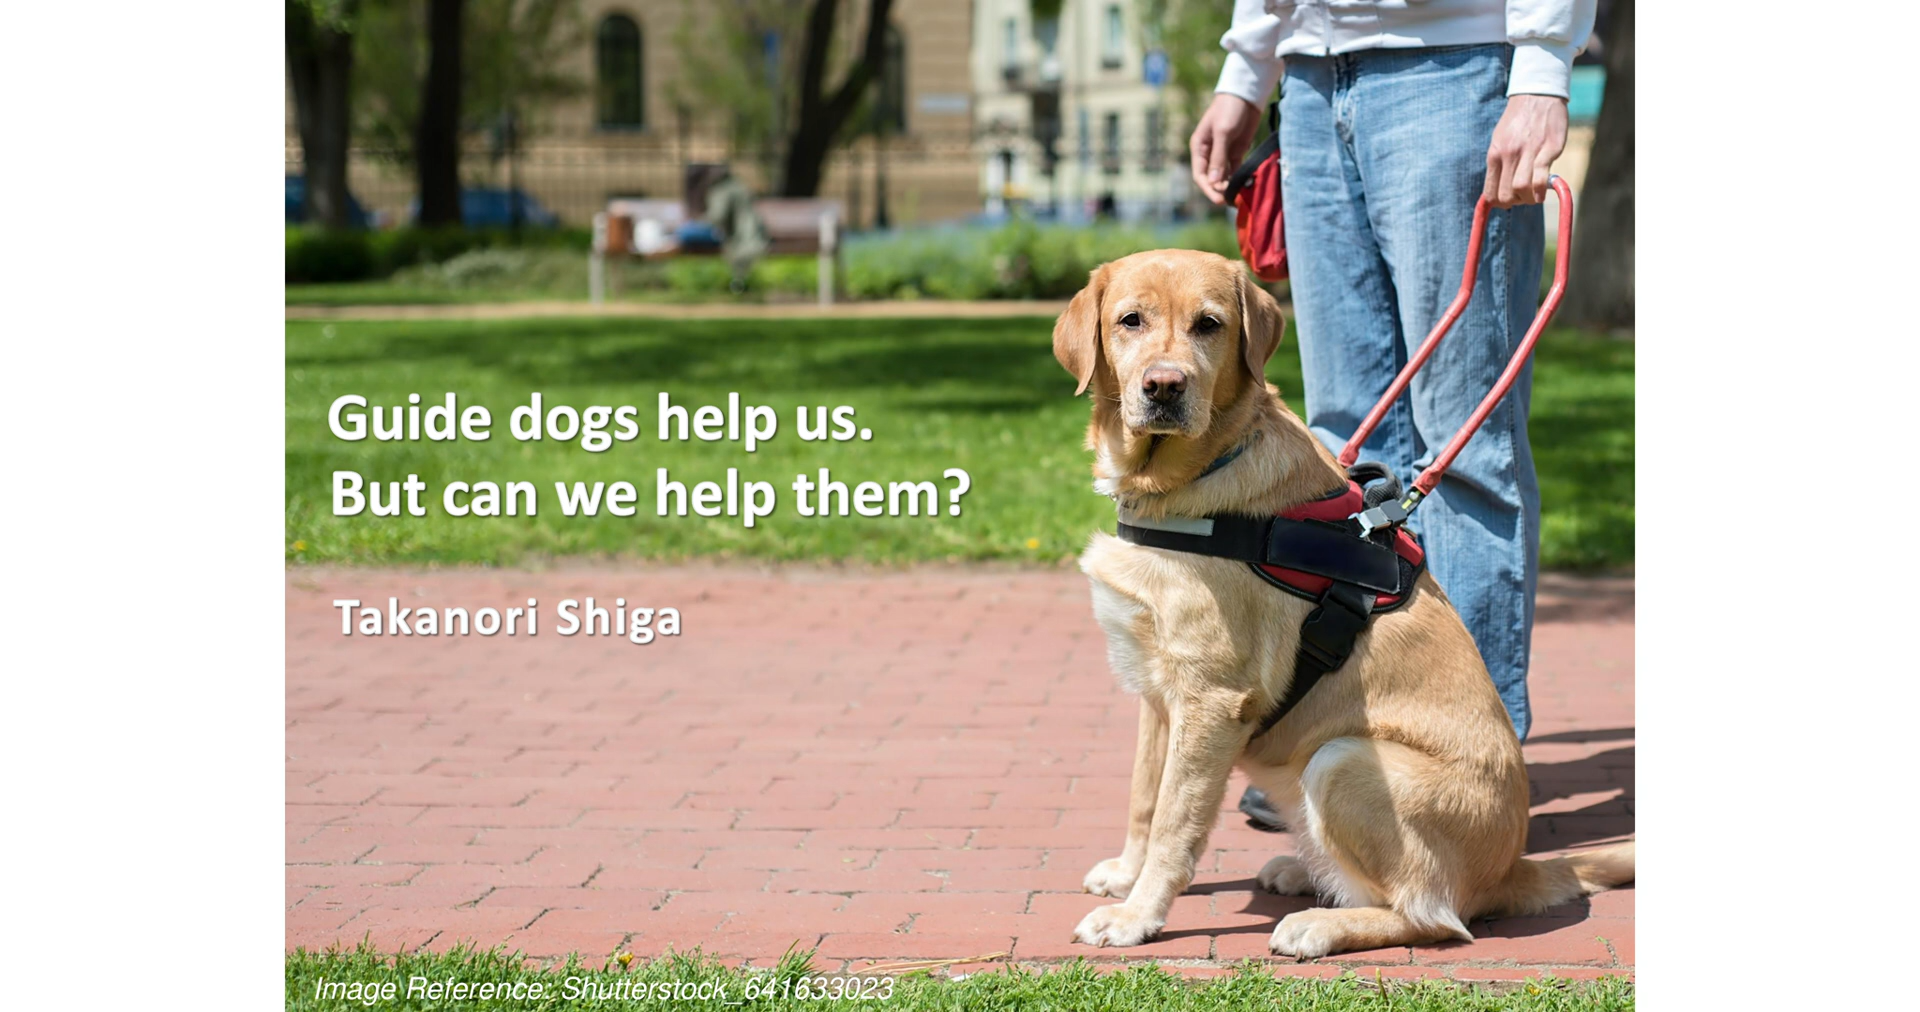 Guide dogs help us.
But can we help them?
Takanori Shiga
Image Reference: Shutterstock_641633023